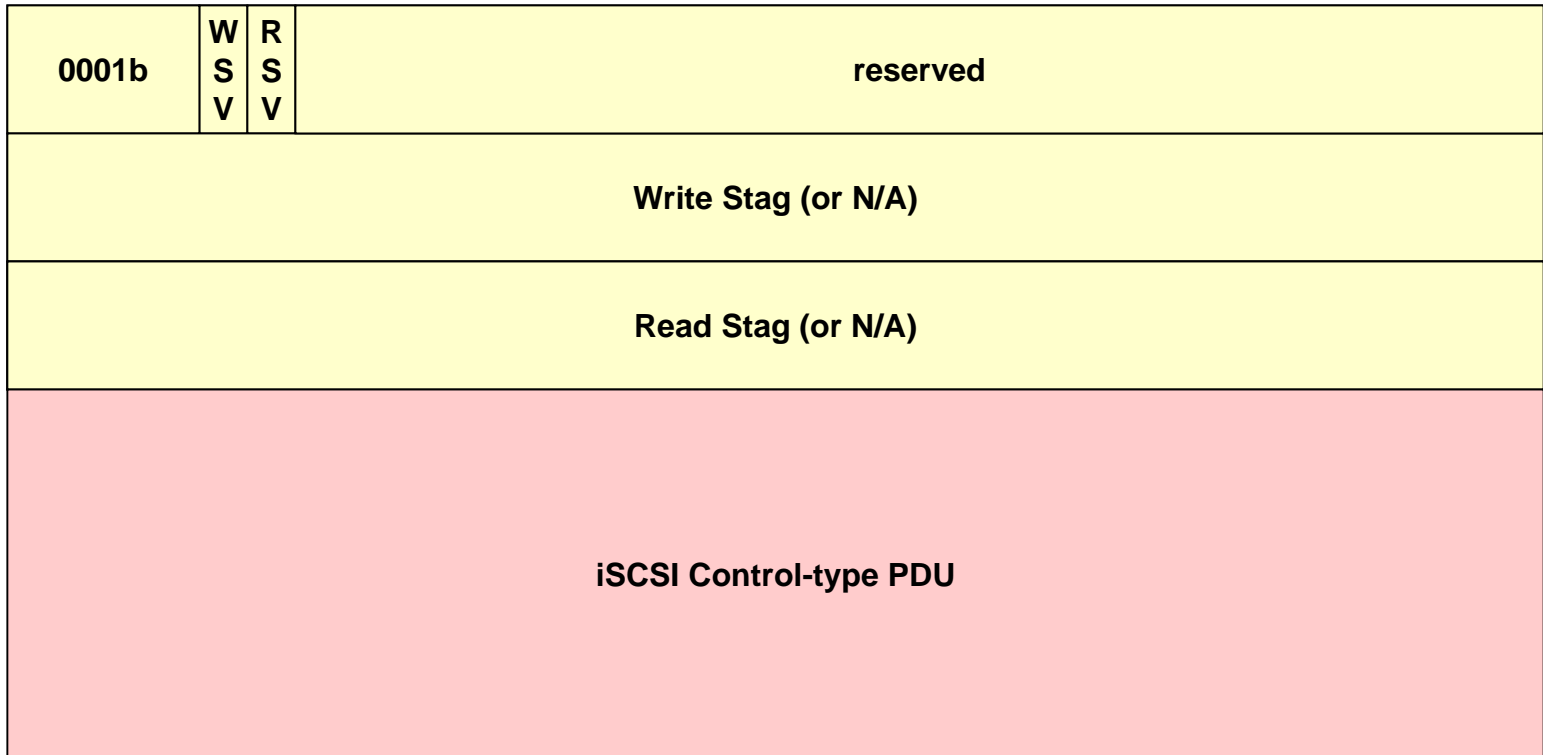 0001b
W
S
V
R
S
V
reserved
Write Stag (or N/A)
Read Stag (or N/A)
iSCSI Control-type PDU